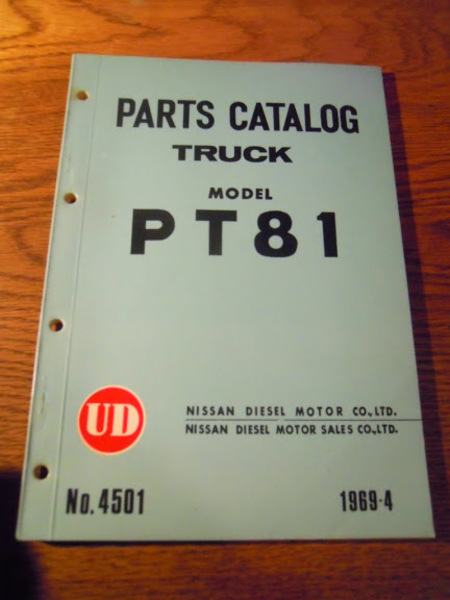 PARTS CATALOG
TRUCK
MODEL
PT81
UD
NISSAN DIESEL MOTOR CO.,LTD.
NISSAN DIESEL MOTOR SALES CO.,LTD.
No.4501
1969-4